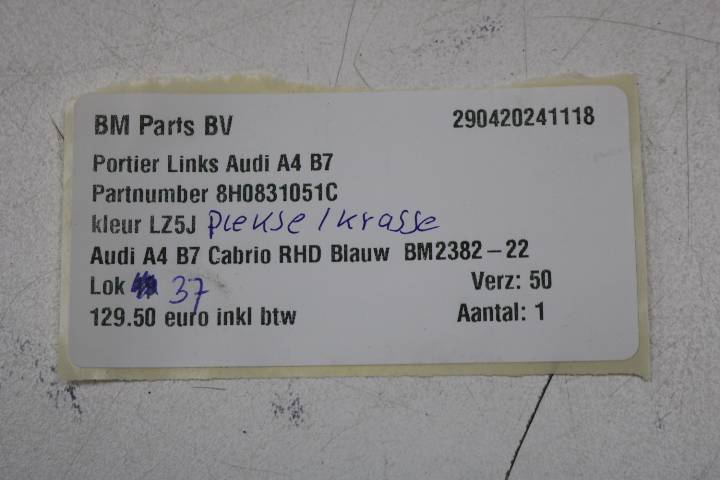 BM Parts BV 290420241118
Portier Links Audi A4 B7
Partnumber 8H0831051C
kleur LZ5J plekse / krasse
Audi A4 B7 Cabrio RHD Blauw BM2382-22
Lok 37 Verz: 50
129.50 euro inkl btw Aantal: 1